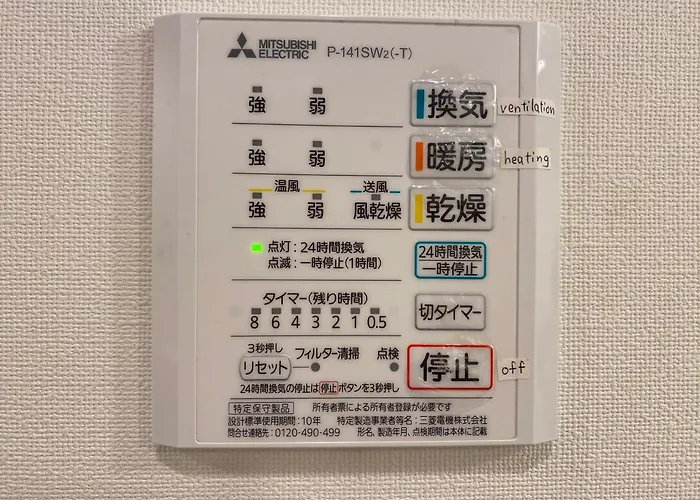 MITSUBISHI ELECTRIC P-141SW2(-T)
強 弱 換気 ventilation
強 弱 暖房 heating
温風 送風
強 弱 風乾燥 乾燥
点灯:24時間換気
点滅:一時停止(1時間)
24時間換気
一時停止
タイマー(残り時間)
8 6 4 3 2 1 0.5
切タイマー
3秒押し
リセット フィルター清掃 点検
停止 off
24時間換気の停止は停止ボタンを3秒押し
特定保守製品 所有者票による所有者登録が必要です
設計標準使用期間:10年 特定製造事業者等名:三菱電機株式会社
問合せ連絡先:0120-490-499 形名、製造年月、点検期間は本体に記載